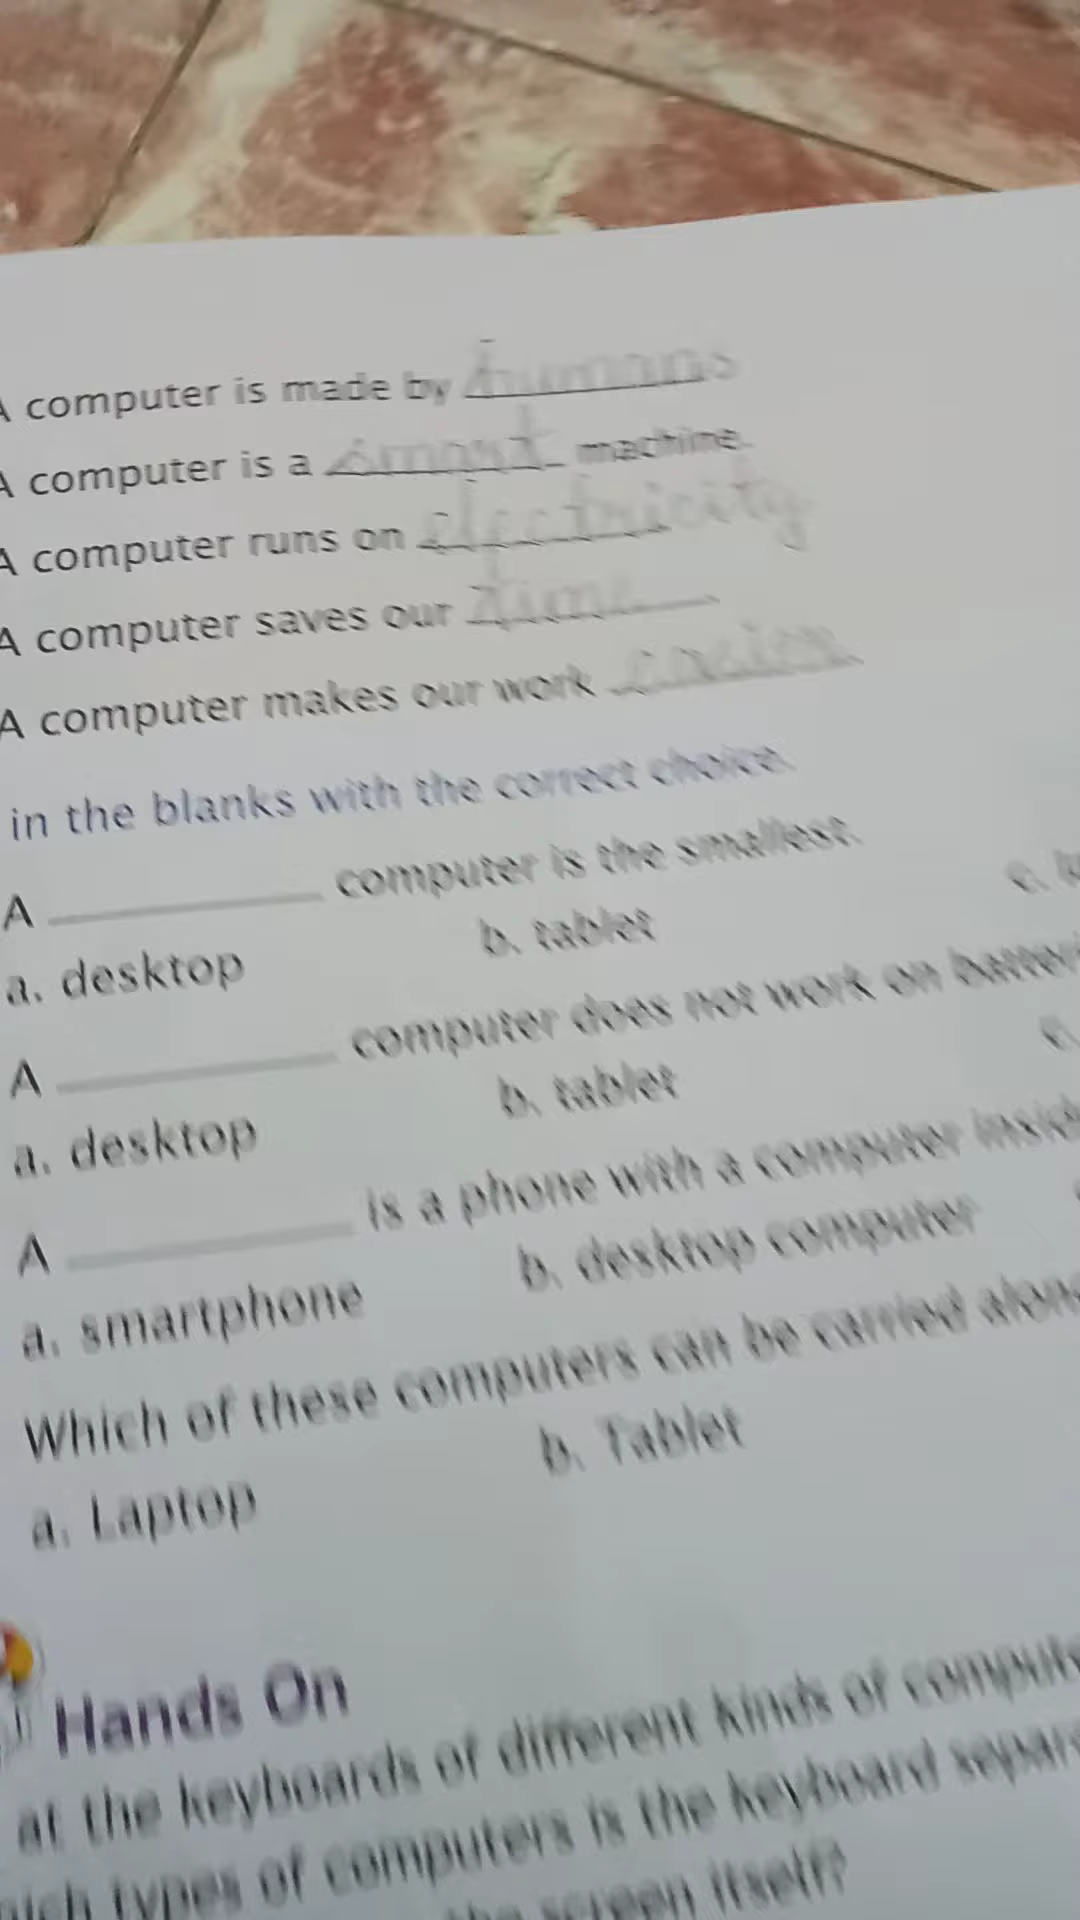 A computer is made by humans
A computer is a smart machine.
A computer runs on electricity
A computer saves our time
A computer makes our work easier
in the blanks with the correct choice.
A __________ computer is the smallest.
a. desktop b. tablet c.
A __________ computer does not work on
a. desktop b. tablet c.
A __________ is a phone with a computer
a. smartphone b. desktop computer
Which of these computers can be carried
a. Laptop b. Tablet
Hands On
at the keyboards of different kinds of
types of computers is the keyboard
screen itself?